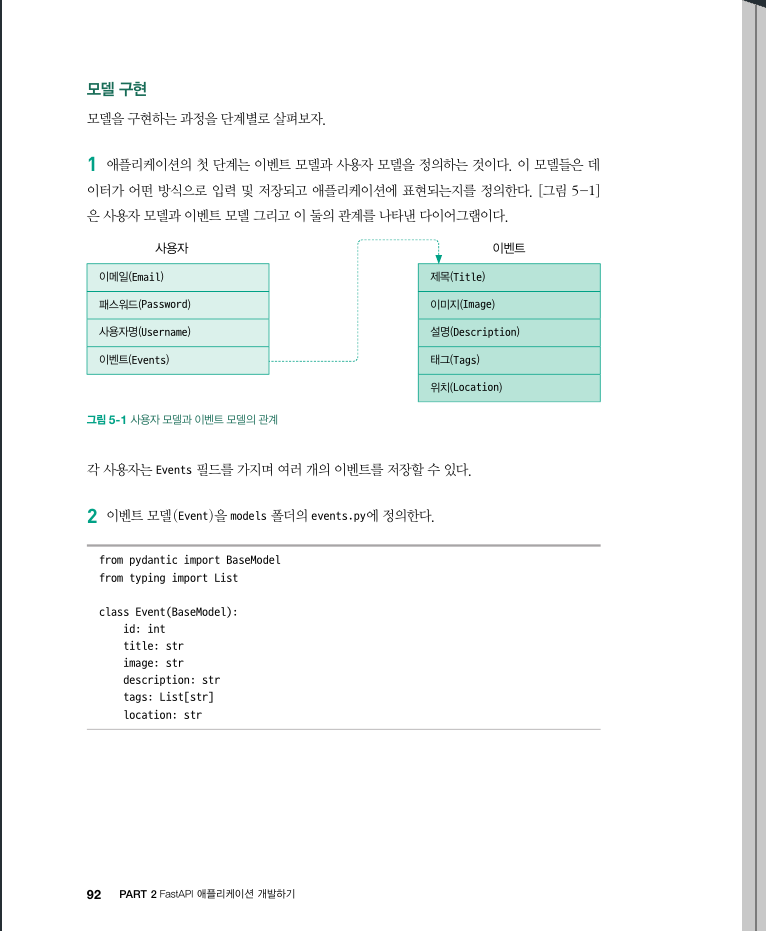 모델 구현
모델을 구현하는 과정을 단계별로 살펴보자.
1 애플리케이션의 첫 단계는 이벤트 모델과 사용자 모델을 정의하는 것이다. 이 모델들은 데
이터가 어떤 방식으로 입력 및 저장되고 애플리케이션에 표현되는지를 정의한다. [그림 5-1]
은 사용자 모델과 이벤트 모델 그리고 이 둘의 관계를 나타낸 다이어그램이다.
사용자
이메일(Email)
패스워드(Password)
사용자명(Username)
이벤트(Events)
이벤트
제목(Title)
이미지(Image)
설명(Description)
태그(Tags)
위치(Location)
그림 5-1 사용자 모델과 이벤트 모델의 관계
각 사용자는 Events 필드를 가지며 여러 개의 이벤트를 저장할 수 있다.
2 이벤트 모델(Event)을 models 폴더의 events.py에 정의한다.
from pydantic import BaseModel
from typing import List
class Event(BaseModel):
    id: int
    title: str
    image: str
    description: str
    tags: List[str]
    location: str
92 PART 2 FastAPI 애플리케이션 개발하기